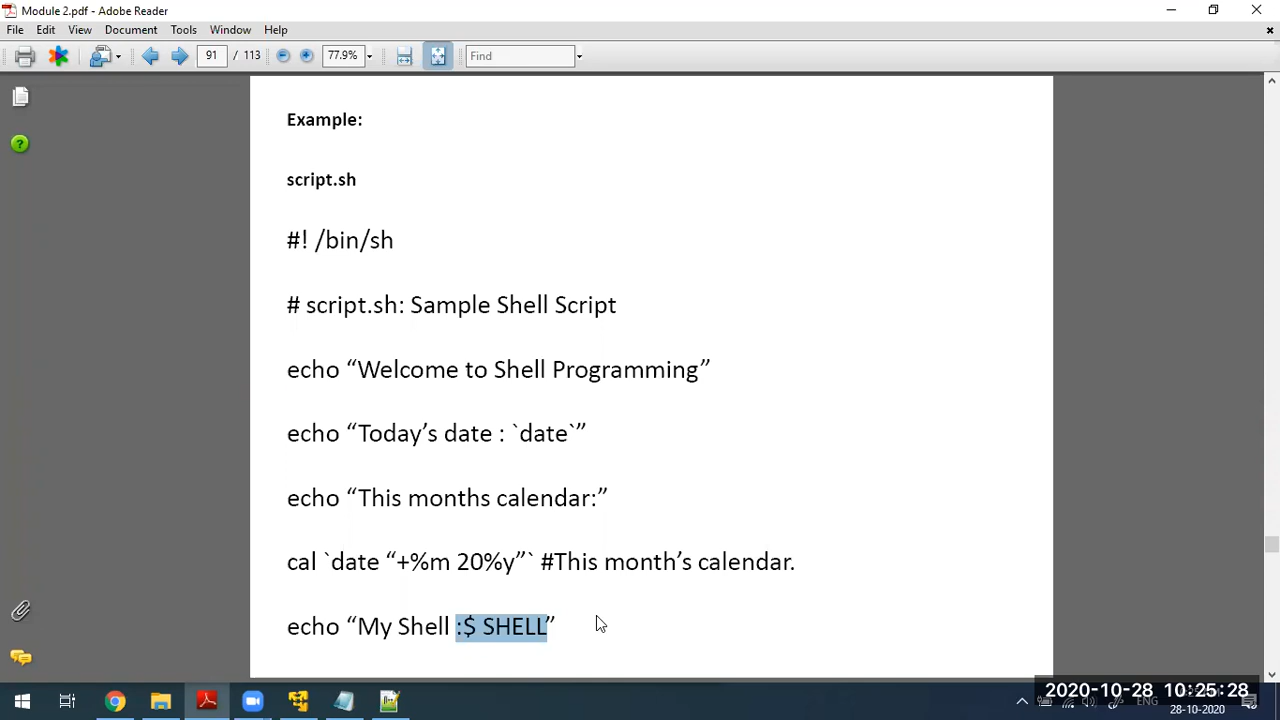 Module 2.pdf - Adobe Reader
File Edit View Document Tools Window Help
91 / 113 77.9% Find
Example:
script.sh
#! /bin/sh
# script.sh: Sample Shell Script
echo “Welcome to Shell Programming”
echo “Today’s date : `date`”
echo “This months calendar:”
cal `date “+%m 20%y”` #This month’s calendar.
echo “My Shell :$ SHELL”
2020-10-28 10:25:28
ENG
28-10-2020